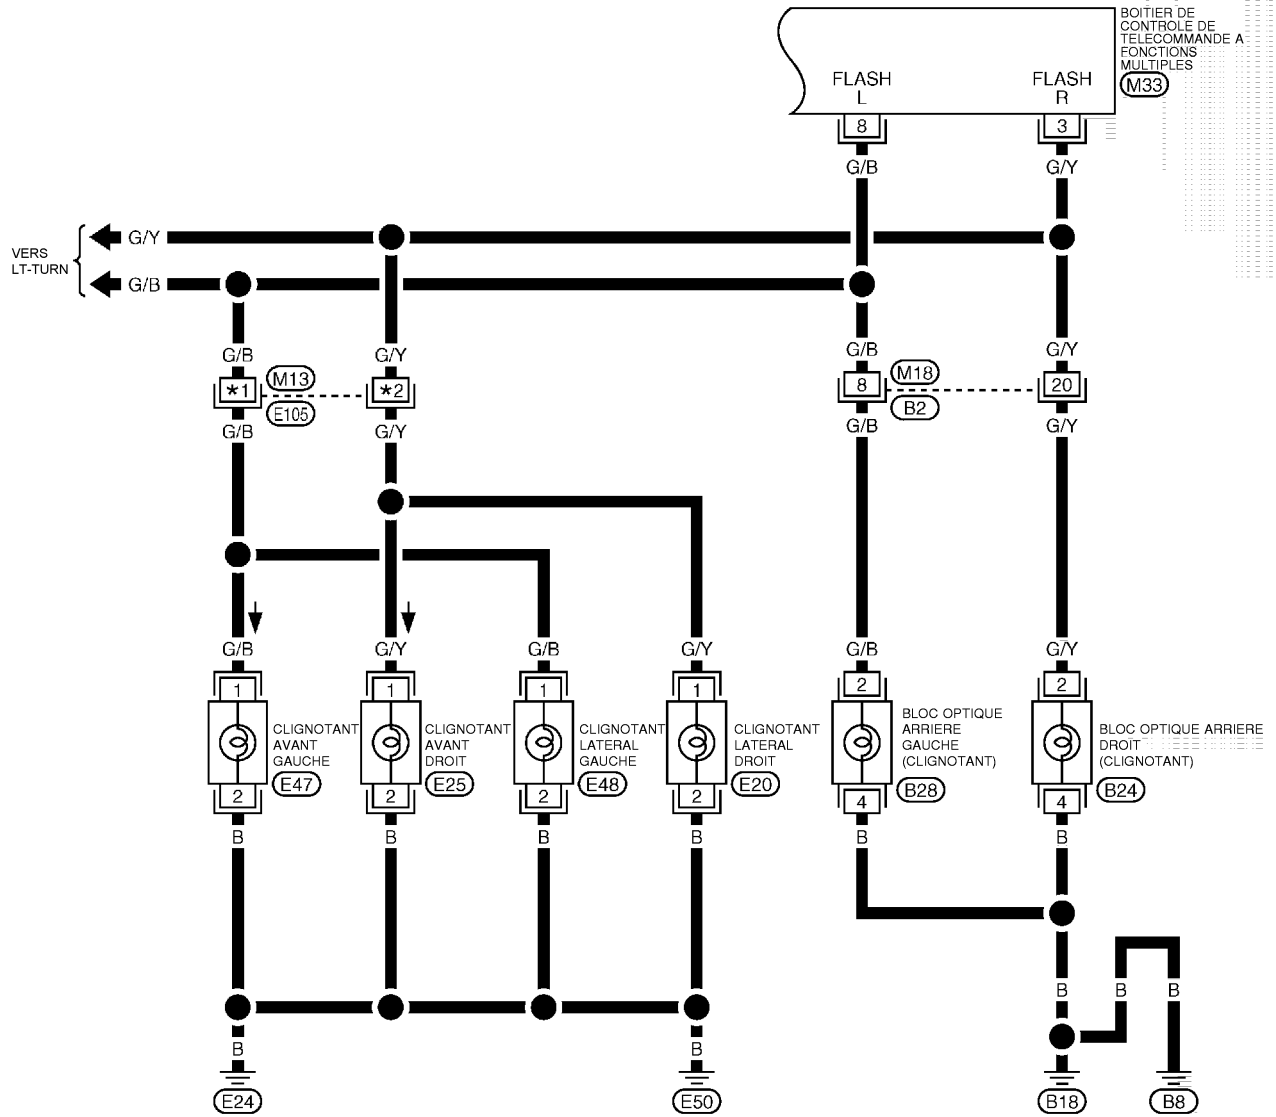 BOITIER DE
CONTROLE DE
TELECOMMANDE A
FONCTIONS
MULTIPLES
M33
FLASH
L
FLASH
R
8
3
G/B
G/Y
VERS
LT-TURN
G/Y
G/B
G/B
G/Y
G/B
G/Y
*1
M13
E105
*2
8
M18
B2
20
G/B
G/Y
G/B
G/Y
G/B
G/Y
G/B
G/Y
G/B
G/Y
1
1
1
1
2
2
CLIGNOTANT
AVANT
GAUCHE
E47
CLIGNOTANT
AVANT
DROIT
E25
CLIGNOTANT
LATERAL
GAUCHE
E48
CLIGNOTANT
LATERAL
DROIT
E20
BLOC OPTIQUE
ARRIERE
GAUCHE
(CLIGNOTANT)
B28
BLOC OPTIQUE ARRIERE
DROIT
(CLIGNOTANT)
B24
2
2
2
2
4
4
B
B
B
B
B
B
B
B
B
B
B
E24
E50
B18
B8